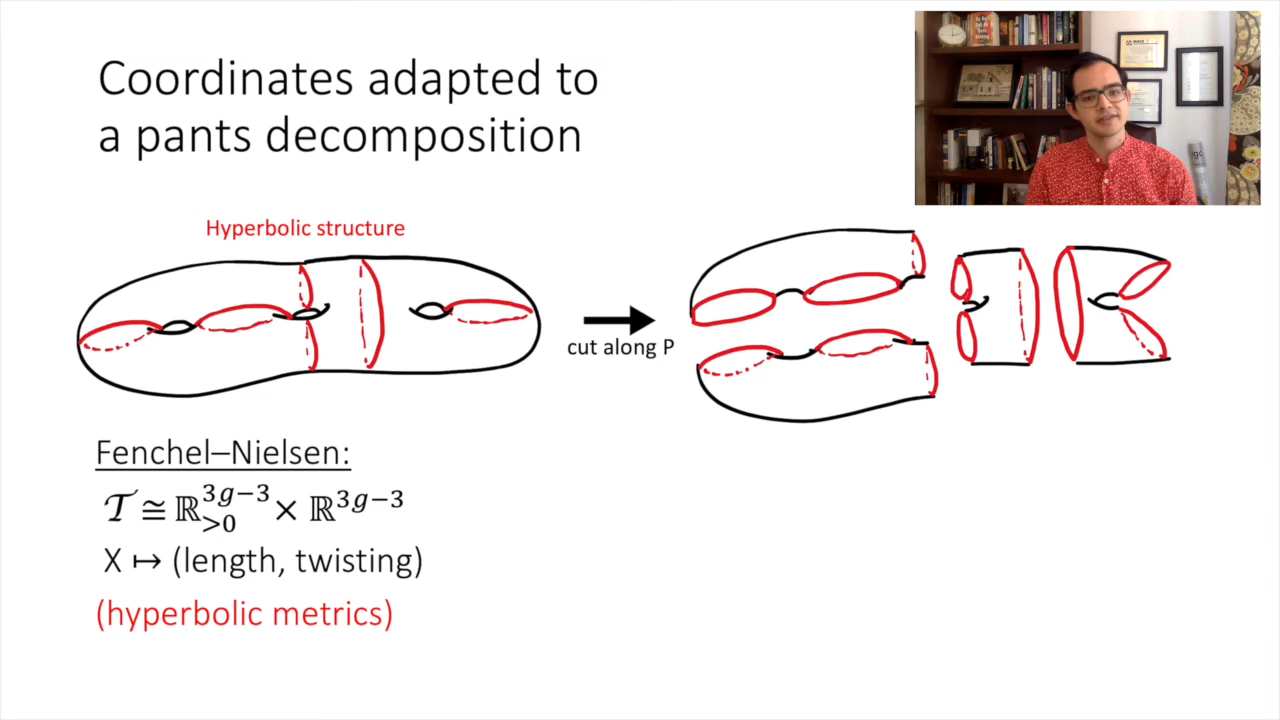 Coordinates adapted to
a pants decomposition
Hyperbolic structure
cut along P
Fenchel–Nielsen:
𝒯 ≅ ℝ_{>0}^{3g−3} × ℝ^{3g−3}
X ↦ (length, twisting)
(hyperbolic metrics)